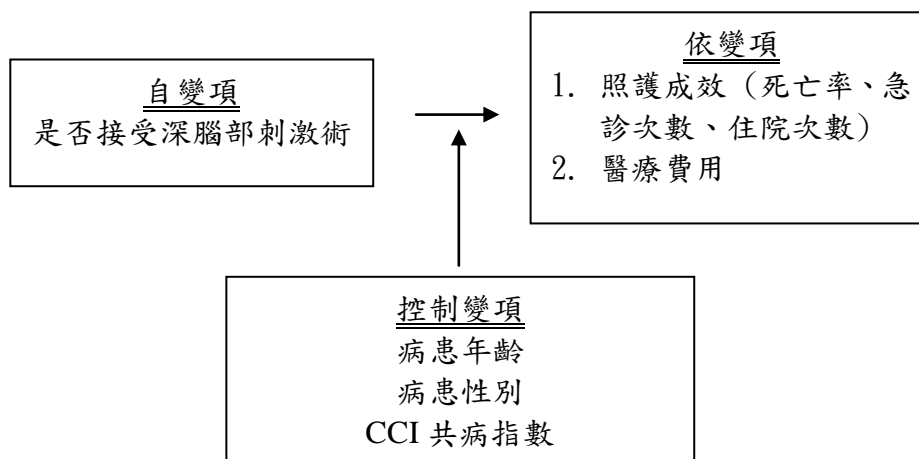 自變項
是否接受深腦部刺激術
依變項
1. 照護成效（死亡率、急
診次數、住院次數）
2. 醫療費用
控制變項
病患年齡
病患性別
CCI 共病指數